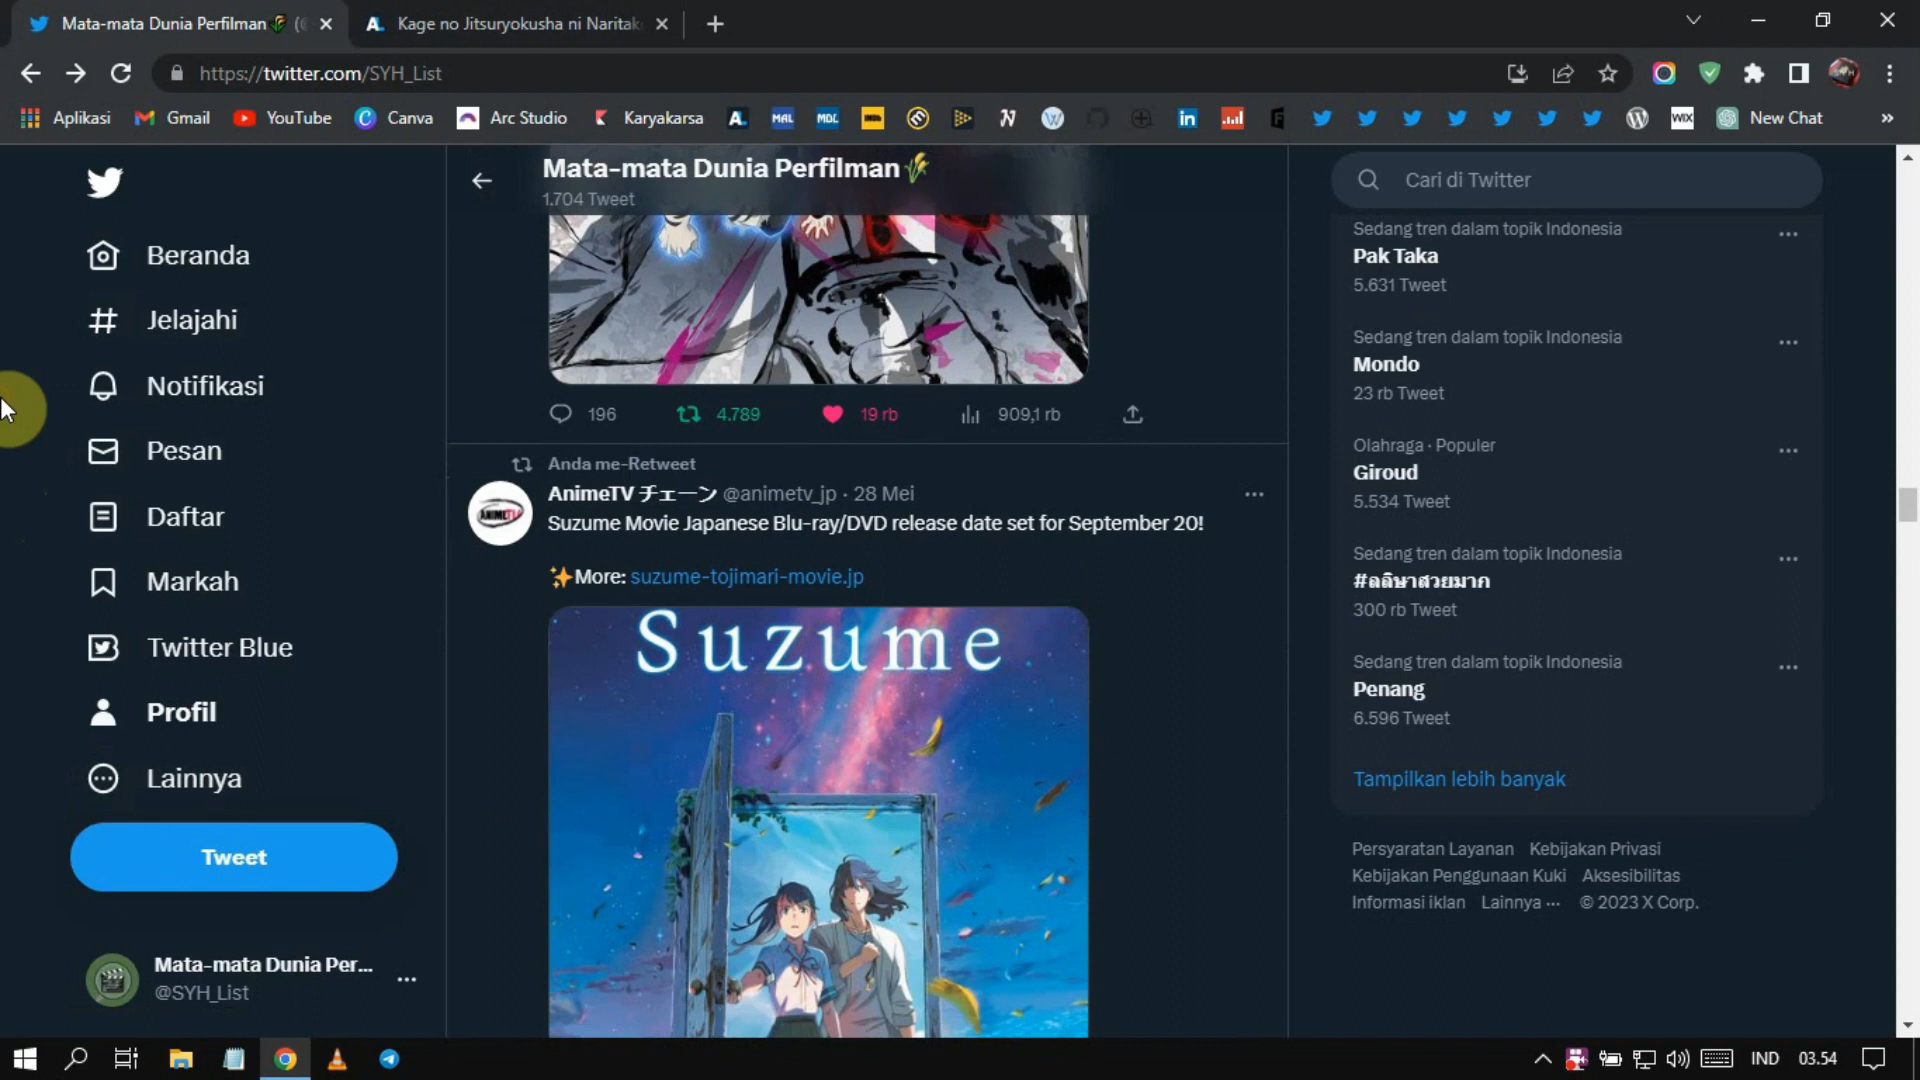 Mata-mata Dunia Perfilman🌾 (@
Kage no Jitsuryokusha ni Naritak
https://twitter.com/SYH_List
Aplikasi
Gmail
YouTube
Canva
Arc Studio
Karyakarsa
MAL
MDL
WIX
New Chat
Mata-mata Dunia Perfilman🌾
1.704 Tweet
Cari di Twitter
Beranda
Jelajahi
Notifikasi
Pesan
Daftar
Markah
Twitter Blue
Profil
Lainnya
Tweet
Mata-mata Dunia Per...
@SYH_List
196
4.789
19 rb
909,1 rb
Anda me-Retweet
AnimeTV チェーン @animetv_jp · 28 Mei
Suzume Movie Japanese Blu-ray/DVD release date set for September 20!
✨More: suzume-tojimari-movie.jp
Suzume
Sedang tren dalam topik Indonesia
Pak Taka
5.631 Tweet
Sedang tren dalam topik Indonesia
Mondo
23 rb Tweet
Olahraga · Populer
Giroud
5.534 Tweet
Sedang tren dalam topik Indonesia
300 rb Tweet
Sedang tren dalam topik Indonesia
Penang
6.596 Tweet
Tampilkan lebih banyak
Persyaratan Layanan Kebijakan Privasi
Kebijakan Penggunaan Kuki Aksesibilitas
Informasi iklan Lainnya ··· © 2023 X Corp.
IND
03.54